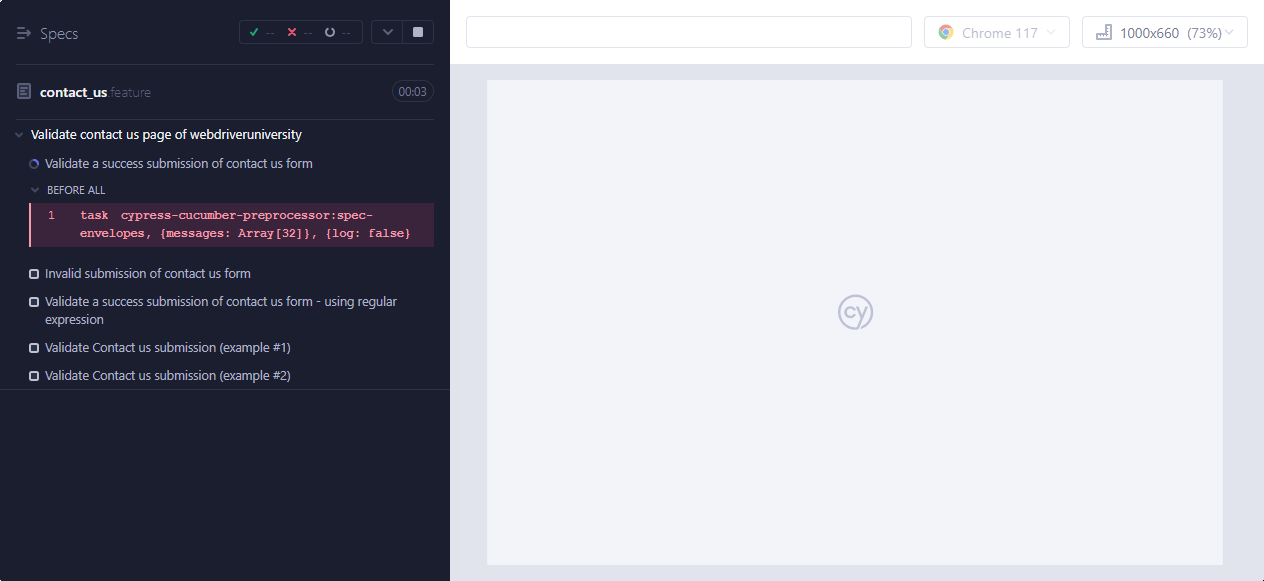 Specs
-- -- --
contact_us.feature
00:03
Validate contact us page of webdriveruniversity
Validate a success submission of contact us form
BEFORE ALL
1 task cypress-cucumber-preprocessor:spec-
envelopes, {messages: Array[32]}, {log: false}
Invalid submission of contact us form
Validate a success submission of contact us form - using regular
expression
Validate Contact us submission (example #1)
Validate Contact us submission (example #2)
Chrome 117
1000x660 (73%)
cy